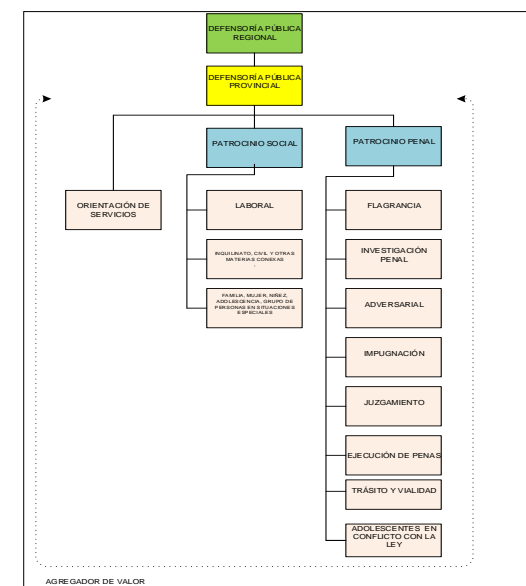 DEFENSORÍA PÚBLICA
REGIONAL
DEFENSORÍA PÚBLICA
PROVINCIAL
PATROCINIO SOCIAL
PATROCINIO PENAL
ORIENTACIÓN DE
SERVICIOS
LABORAL
INQUILINATO, CIVIL Y OTRAS
MATERIAS CONEXAS
FAMILIA, MUJER, NIÑEZ,
ADOLESCENCIA, GRUPO DE
PERSONAS EN SITUACIONES
ESPECIALES
FLAGRANCIA
INVESTIGACIÓN
PENAL
ADVERSARIAL
IMPUGNACIÓN
JUZGAMIENTO
EJECUCIÓN DE PENAS
TRÁSITO Y VIALIDAD
ADOLESCENTES EN
CONFLICTO CON LA
LEY
AGREGADOR DE VALOR